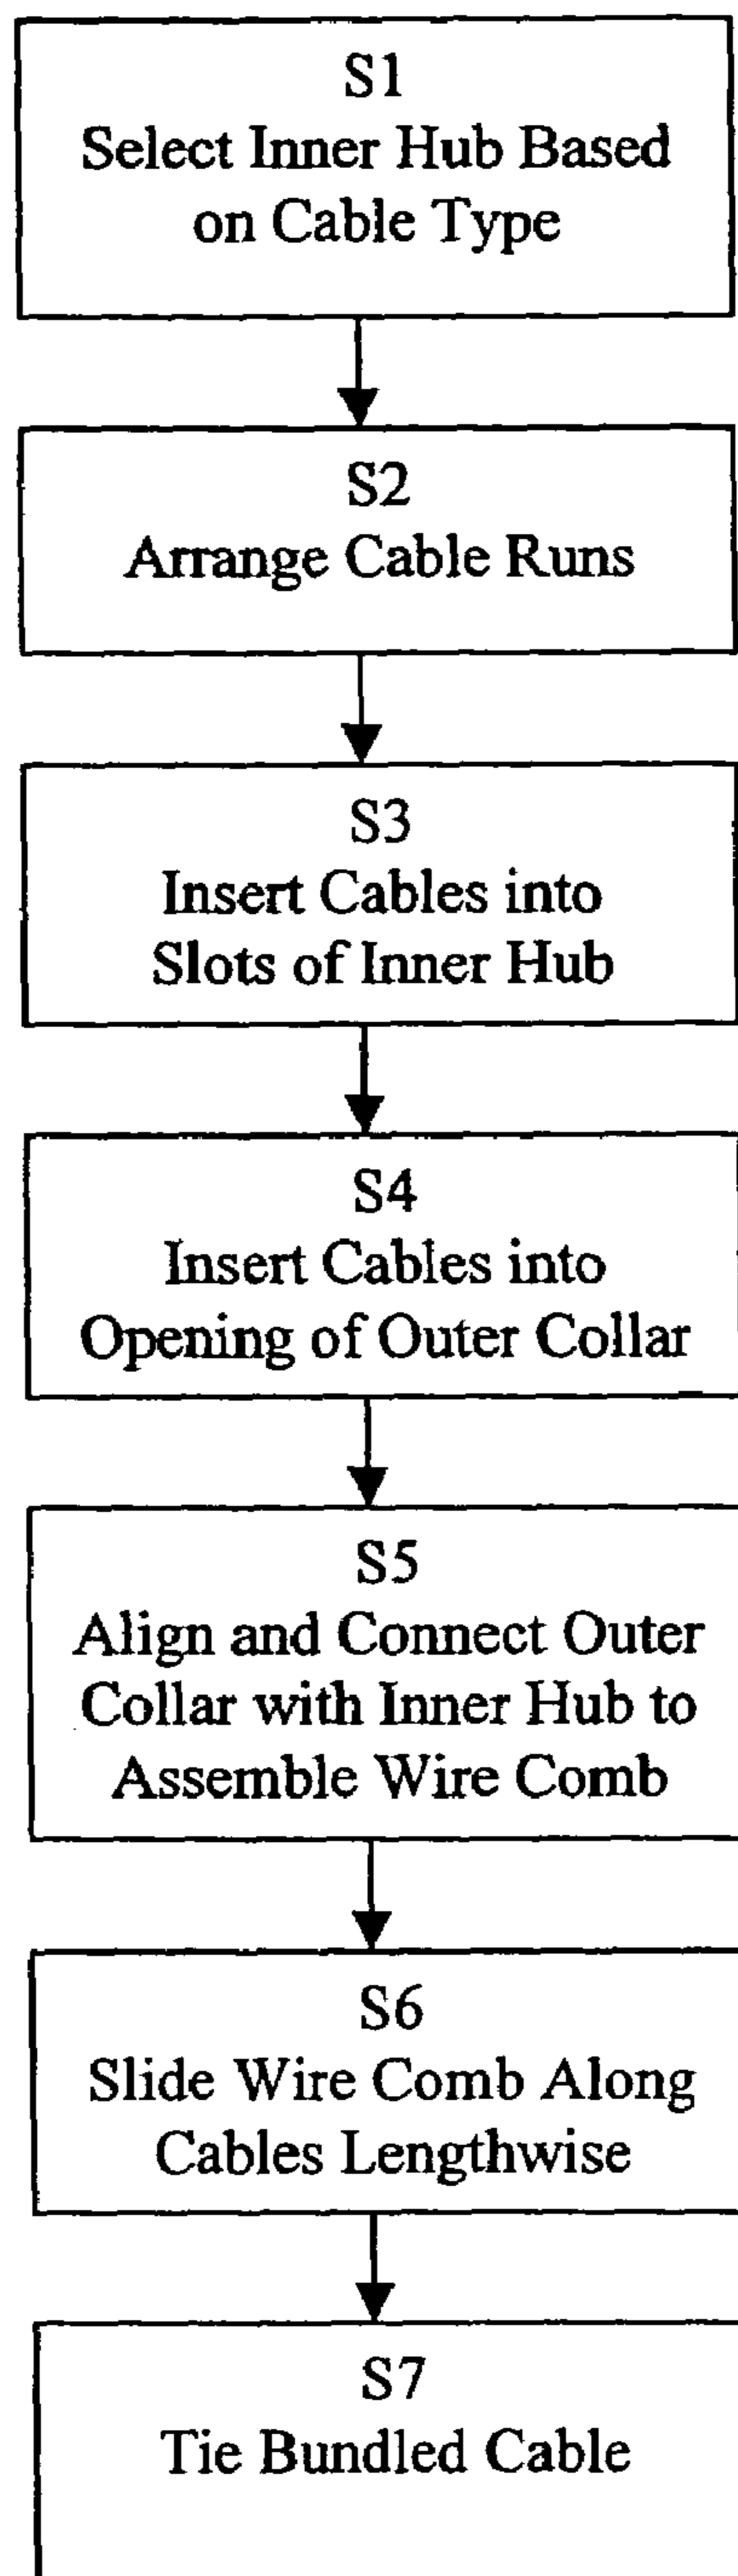 S1
Select Inner Hub Based
on Cable Type
S2
Arrange Cable Runs
S3
Insert Cables into
Slots of Inner Hub
S4
Insert Cables into
Opening of Outer Collar
S5
Align and Connect Outer
Collar with Inner Hub to
Assemble Wire Comb
S6
Slide Wire Comb Along
Cables Lengthwise
S7
Tie Bundled Cable